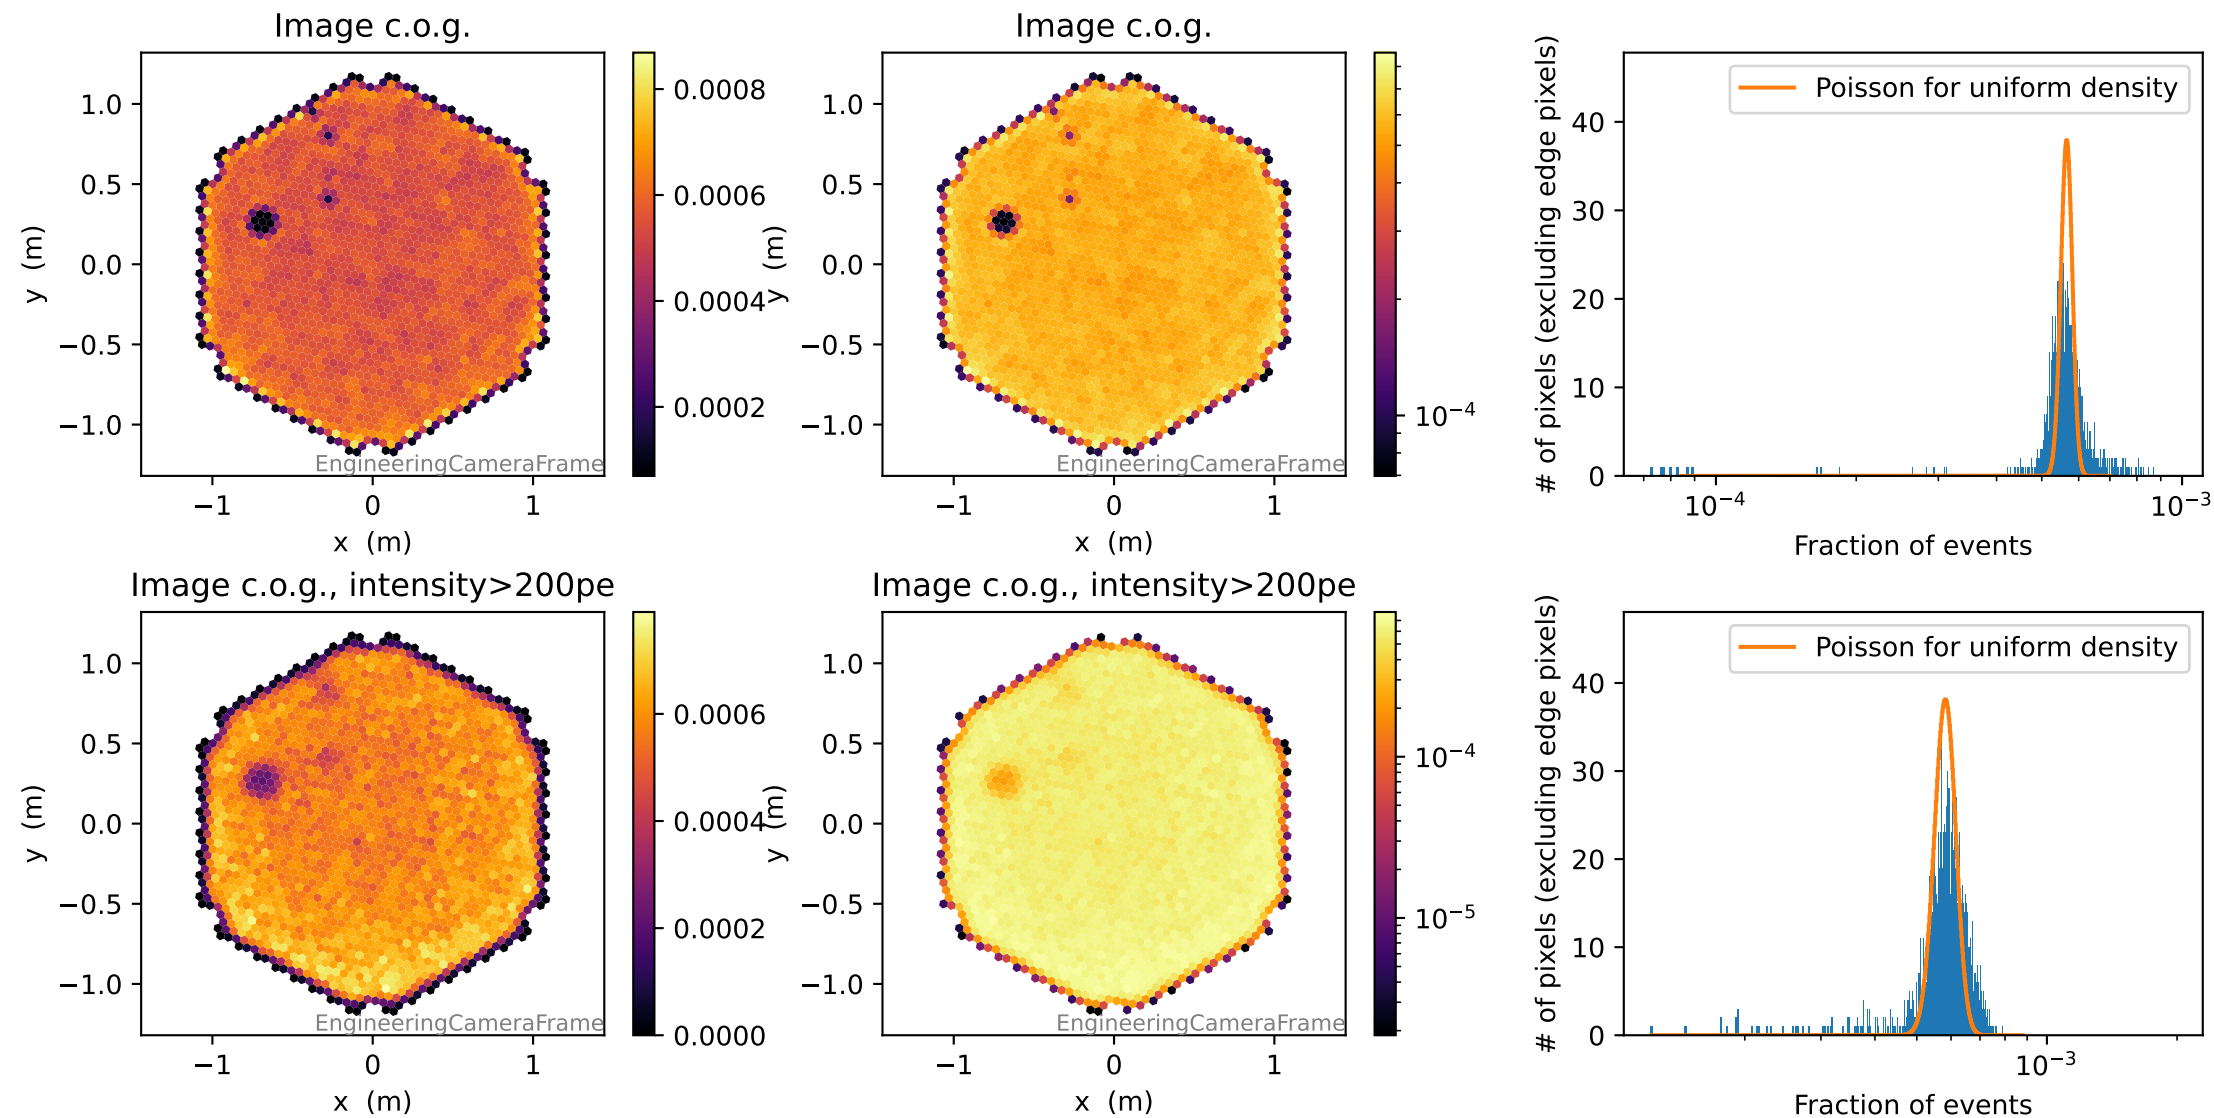 Image c.o.g.
1.0
0.5
0.0
−0.5
−1.0
y (m)
−1
0
1
x (m)
EngineeringCameraFrame
0.0008
0.0006
0.0004
0.0002
Image c.o.g.
1.0
0.5
0.0
−0.5
−1.0
y (m)
−1
0
1
x (m)
EngineeringCameraFrame
10⁻⁴
# of pixels (excluding edge pixels)
40
30
20
10
0
Poisson for uniform density
10⁻⁴
10⁻³
Fraction of events
Image c.o.g., intensity>200pe
1.0
0.5
0.0
−0.5
−1.0
y (m)
−1
0
1
x (m)
EngineeringCameraFrame
0.0006
0.0004
0.0002
0.0000
Image c.o.g., intensity>200pe
1.0
0.5
0.0
−0.5
−1.0
y (m)
−1
0
1
x (m)
EngineeringCameraFrame
10⁻⁴
10⁻⁵
# of pixels (excluding edge pixels)
40
30
20
10
0
Poisson for uniform density
10⁻³
Fraction of events